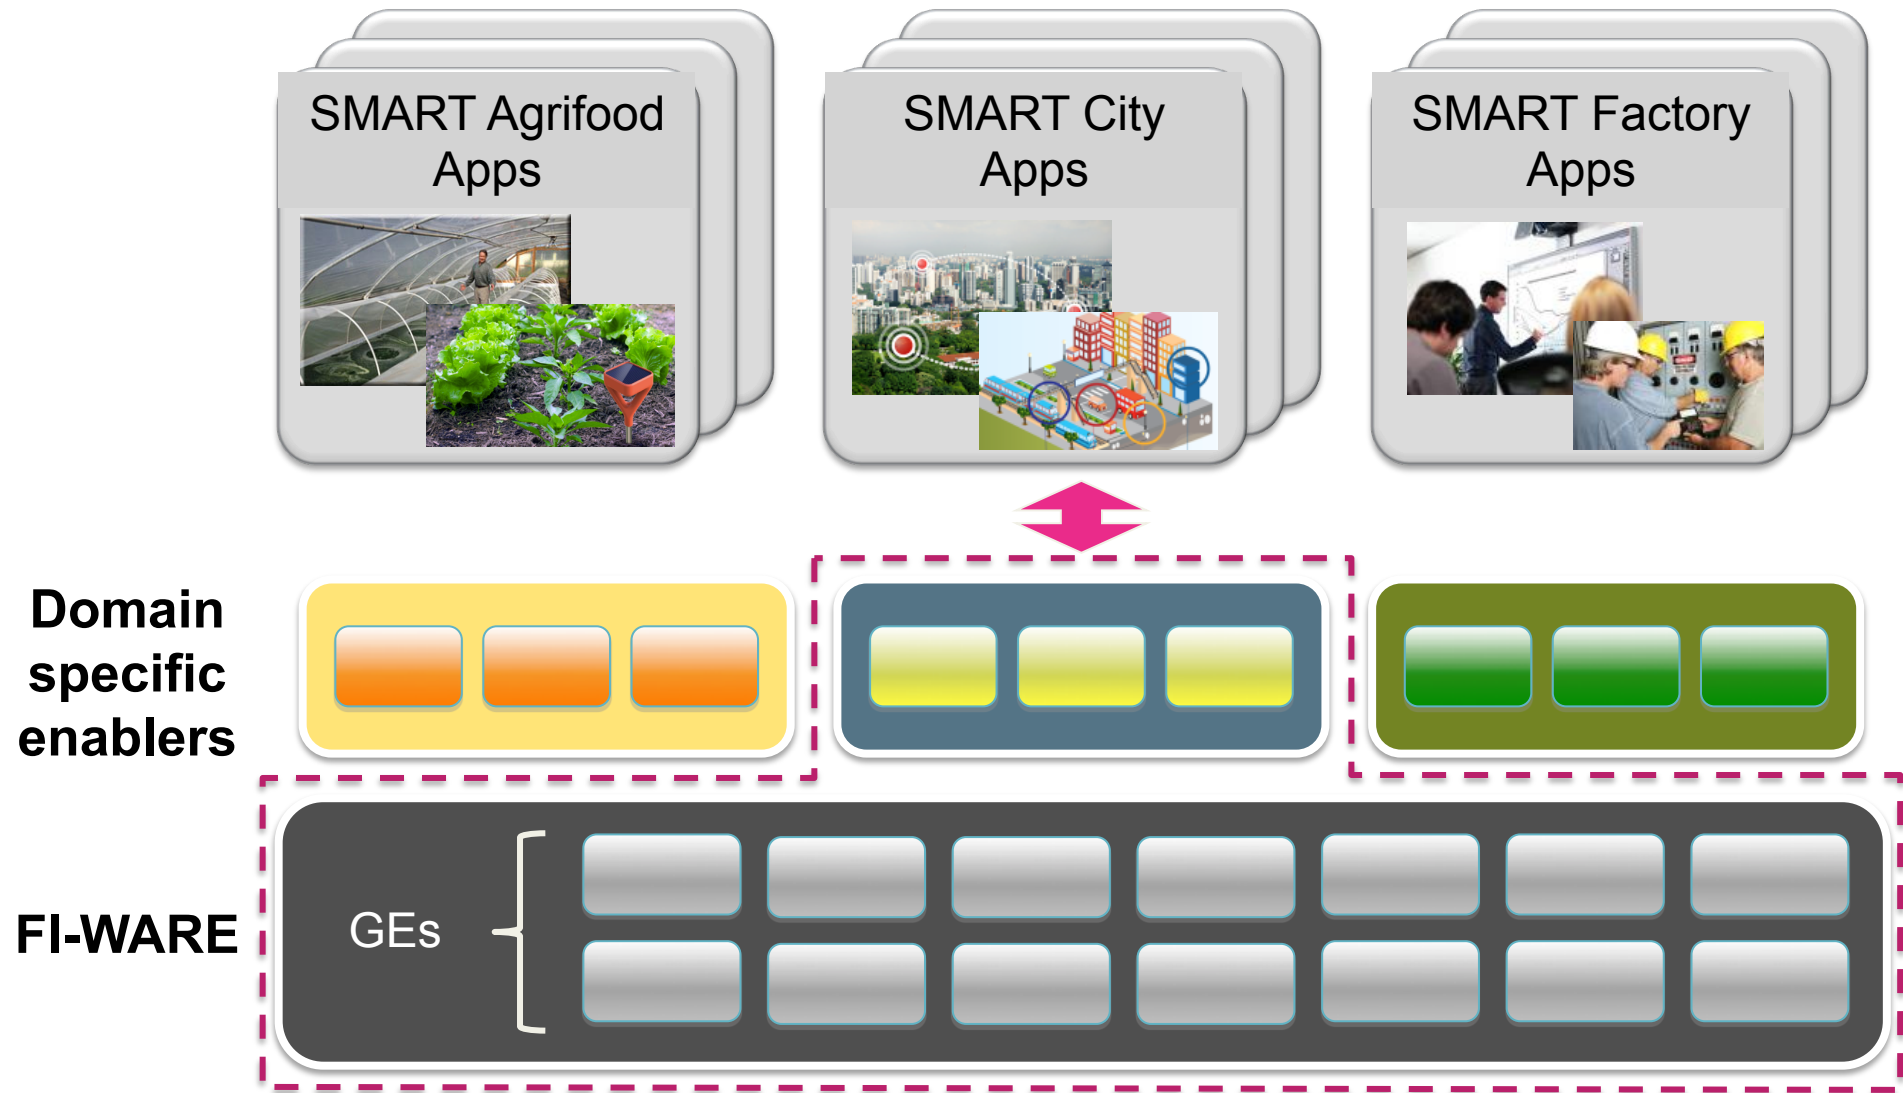 SMART Agrifood
Apps
SMART City
Apps
SMART Factory
Apps
Domain
specific
enablers
FI-WARE
GEs